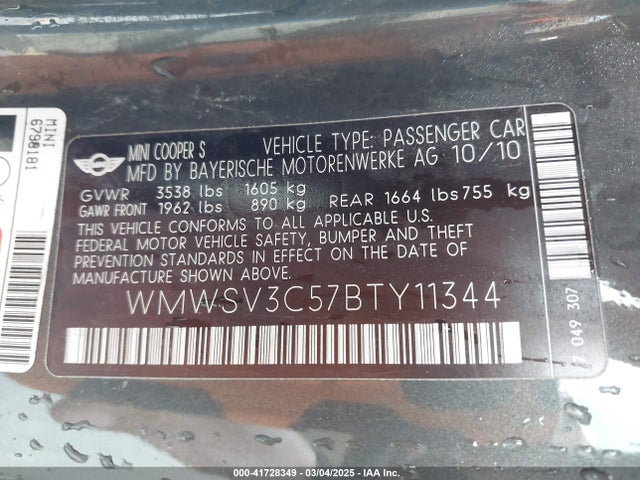 MINI
6798181
MINI COOPER S VEHICLE TYPE: PASSENGER CAR
MFD BY BAYERISCHE MOTORENWERKE AG 10/10
GVWR 3538 lbs 1605 kg
GAWR FRONT 1962 lbs 890 kg REAR 1664 lbs 755 kg
THIS VEHICLE CONFORMS TO ALL APPLICABLE U.S.
FEDERAL MOTOR VEHICLE SAFETY, BUMPER AND THEFT
PREVENTION STANDARDS IN EFFECT ON THE DATE OF
MANUFACTURE SHOWN ABOVE.
WMWSV3C57BTY11344
7 049 307
000-41728349 - 03/04/2025 - IAA Inc.